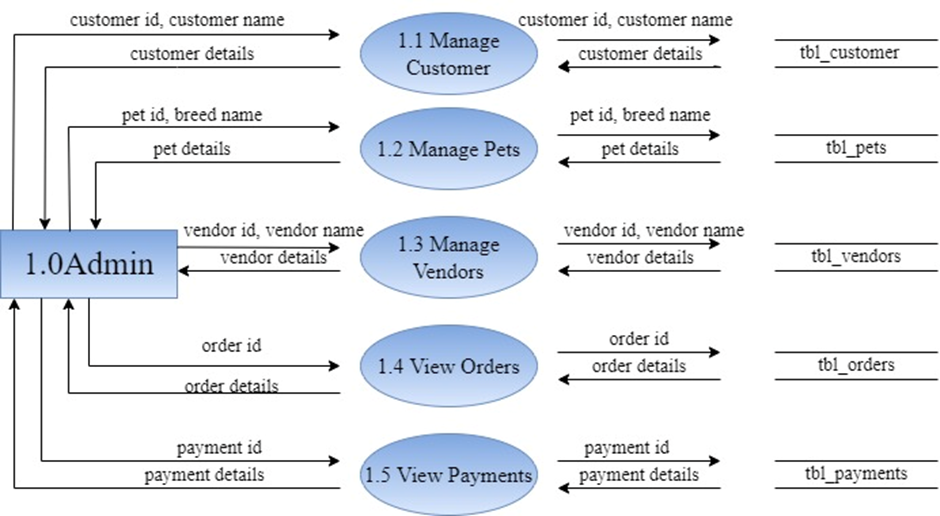 customer id, customer name
customer details
1.1 Manage
Customer
customer id, customer name
customer details
tbl_customer
pet id, breed name
pet details
1.2 Manage Pets
pet id, breed name
pet details
tbl_pets
1.0Admin
vendor id, vendor name
vendor details
1.3 Manage
Vendors
vendor id, vendor name
vendor details
tbl_vendors
order id
order details
1.4 View Orders
order id
order details
tbl_orders
payment id
payment details
1.5 View Payments
payment id
payment details
tbl_payments